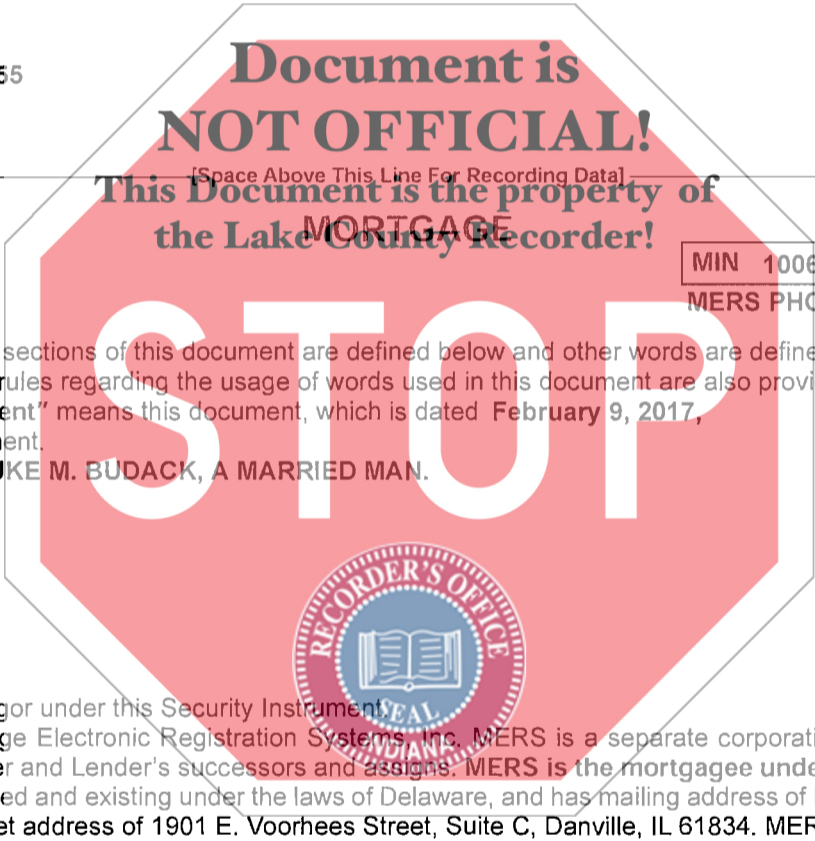 55
Document is
NOT OFFICIAL!
[Space Above This Line For Recording Data]
This Document is the property of
MORTGAGE
the Lake County Recorder!
MIN 1006
MERS PHO
STOP
sections of this document are defined below and other words are define
rules regarding the usage of words used in this document are also provi
ent” means this document, which is dated February 9, 2017,
ent.
KE M. BUDACK, A MARRIED MAN.
RECORDER'S OFFICE
SEAL
INDIANA
gor under this Security Instrument.
ge Electronic Registration Systems, Inc. MERS is a separate corporati
r and Lender's successors and assigns. MERS is the mortgagee unde
ed and existing under the laws of Delaware, and has mailing address of
et address of 1901 E. Voorhees Street, Suite C, Danville, IL 61834. MER